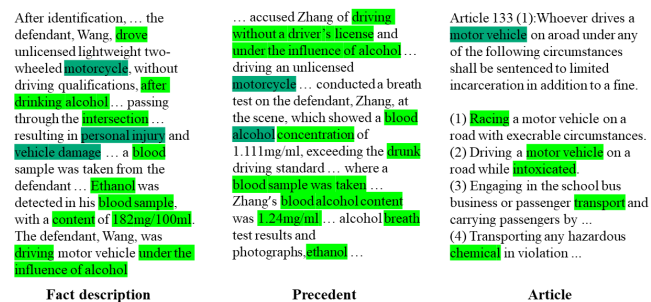 After identification, … the
defendant, Wang, drove
unlicensed lightweight two-
wheeled motorcycle, without
driving qualifications, after
drinking alcohol … passing
through the intersection …
resulting in personal injury and
vehicle damage … a blood
sample was taken from the
defendant … Ethanol was
detected in his blood sample,
with a content of 182mg/100ml.
The defendant, Wang, was
driving motor vehicle under the
influence of alcohol
Fact description
… accused Zhang of driving
without a driver's license and
under the influence of alcohol …
driving an unlicensed
motorcycle … conducted a breath
test on the defendant, Zhang, at
the scene, which showed a blood
alcohol concentration of
1.111mg/ml, exceeding the drunk
driving standard … where a
blood sample was taken …
Zhang's blood alcohol content
was 1.24mg/ml … alcohol breath
test results and
photographs,ethanol …
Precedent
Article 133 (1):Whoever drives a
motor vehicle on aroad under any
of the following circumstances
shall be sentenced to limited
incarceration in addition to a fine.
(1) Racing a motor vehicle on a
road with execrable circumstances.
(2) Driving a motor vehicle on a
road while intoxicated.
(3) Engaging in the school bus
business or passenger transport and
carrying passengers by ...
(4) Transporting any hazardous
chemical in violation ...
Article